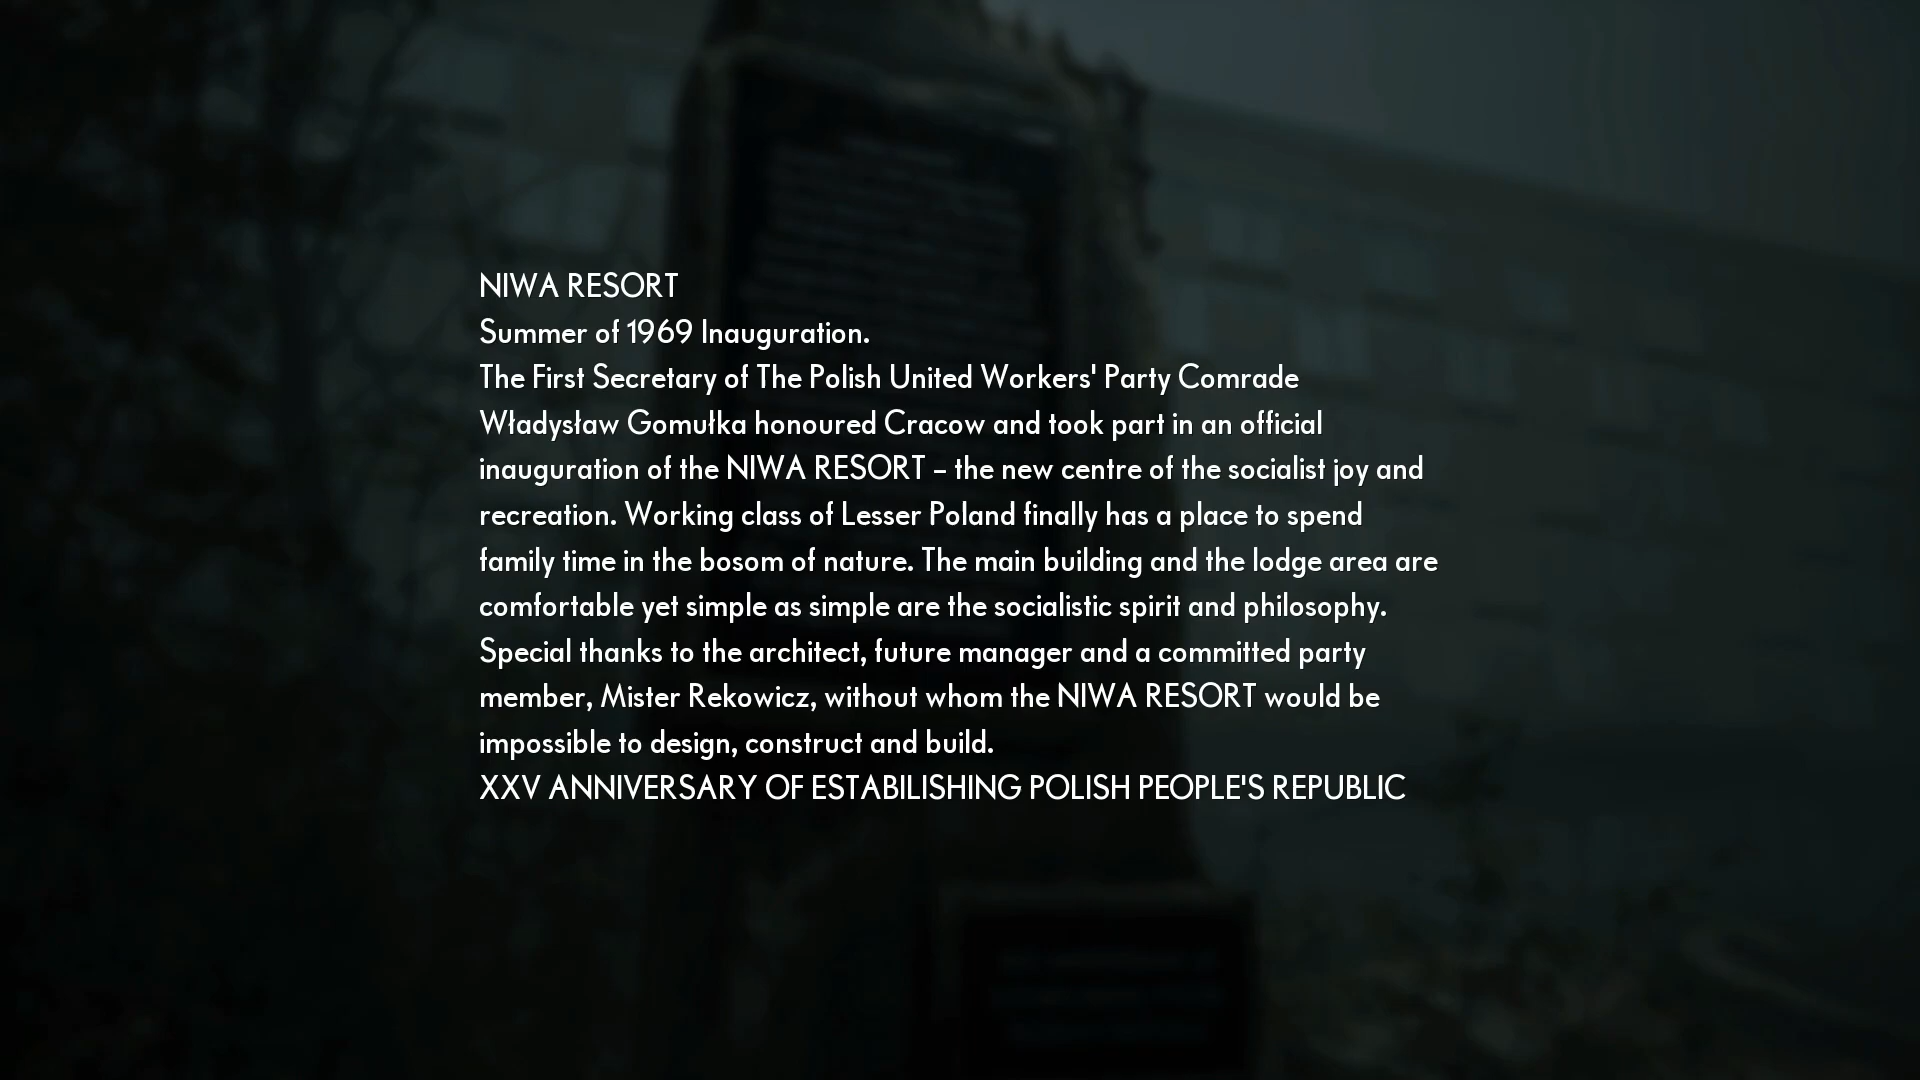 NIWA RESORT
Summer of 1969 Inauguration.
The First Secretary of The Polish United Workers' Party Comrade
Władysław Gomułka honoured Cracow and took part in an official
inauguration of the NIWA RESORT – the new centre of the socialist joy and
recreation. Working class of Lesser Poland finally has a place to spend
family time in the bosom of nature. The main building and the lodge area are
comfortable yet simple as simple are the socialistic spirit and philosophy.
Special thanks to the architect, future manager and a committed party
member, Mister Rekowicz, without whom the NIWA RESORT would be
impossible to design, construct and build.
XXV ANNIVERSARY OF ESTABILISHING POLISH PEOPLE'S REPUBLIC